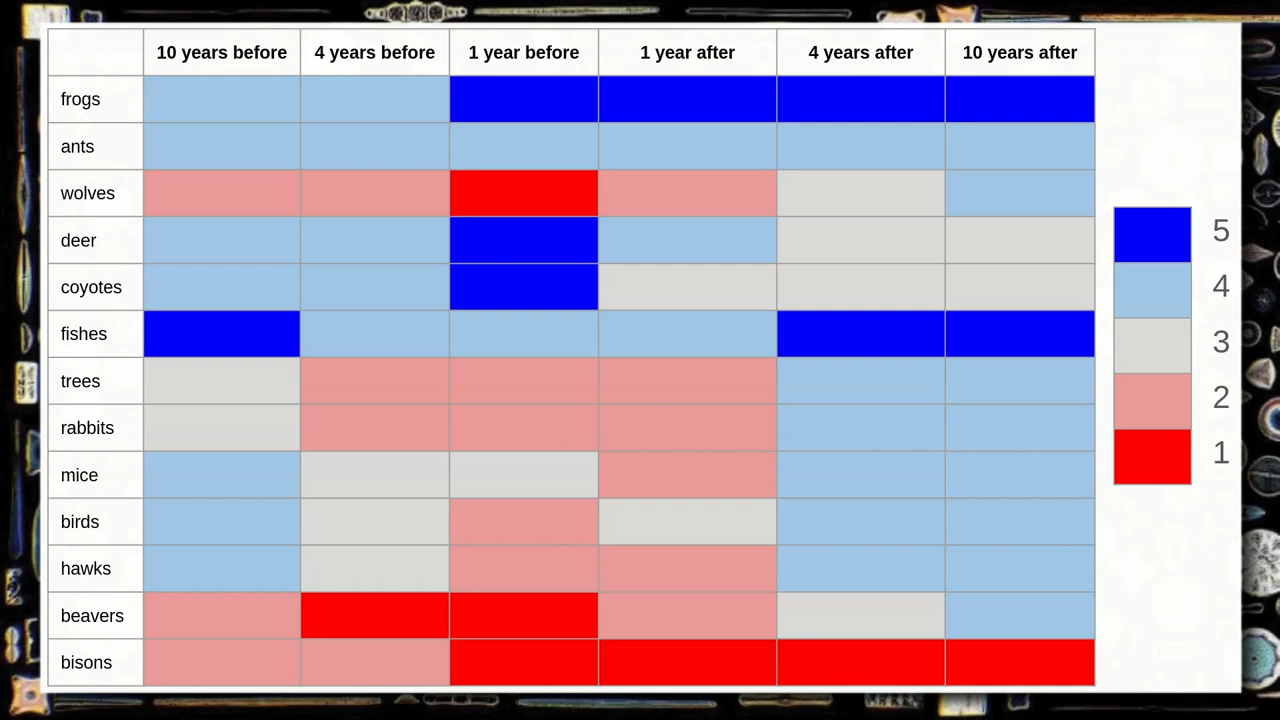 10 years before 4 years before 1 year before 1 year after 4 years after 10 years after
frogs
ants
wolves
deer
coyotes
fishes
trees
rabbits
mice
birds
hawks
beavers
bisons
5
4
3
2
1